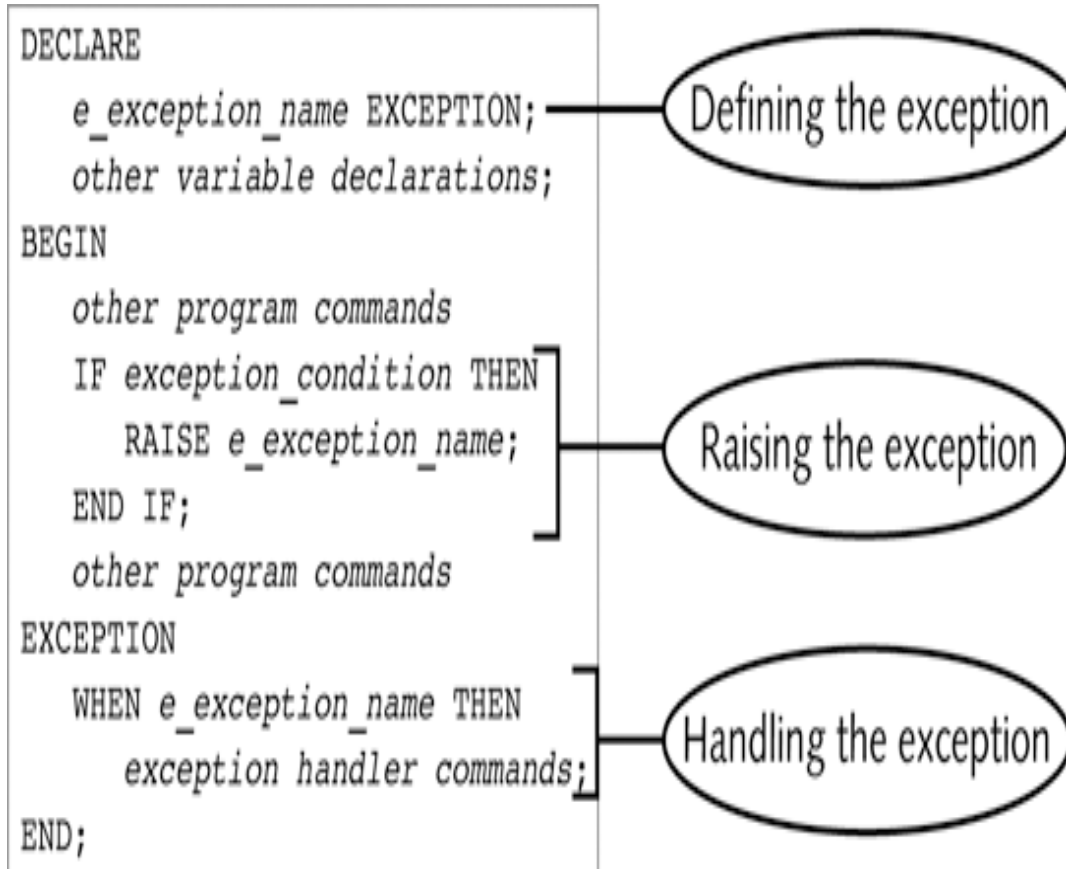 DECLARE
e_exception_name EXCEPTION;
other variable declarations;
BEGIN
other program commands
IF exception_condition THEN
RAISE e_exception_name;
END IF;
other program commands
EXCEPTION
WHEN e_exception_name THEN
exception handler commands;
END;
Defining the exception
Raising the exception
Handling the exception